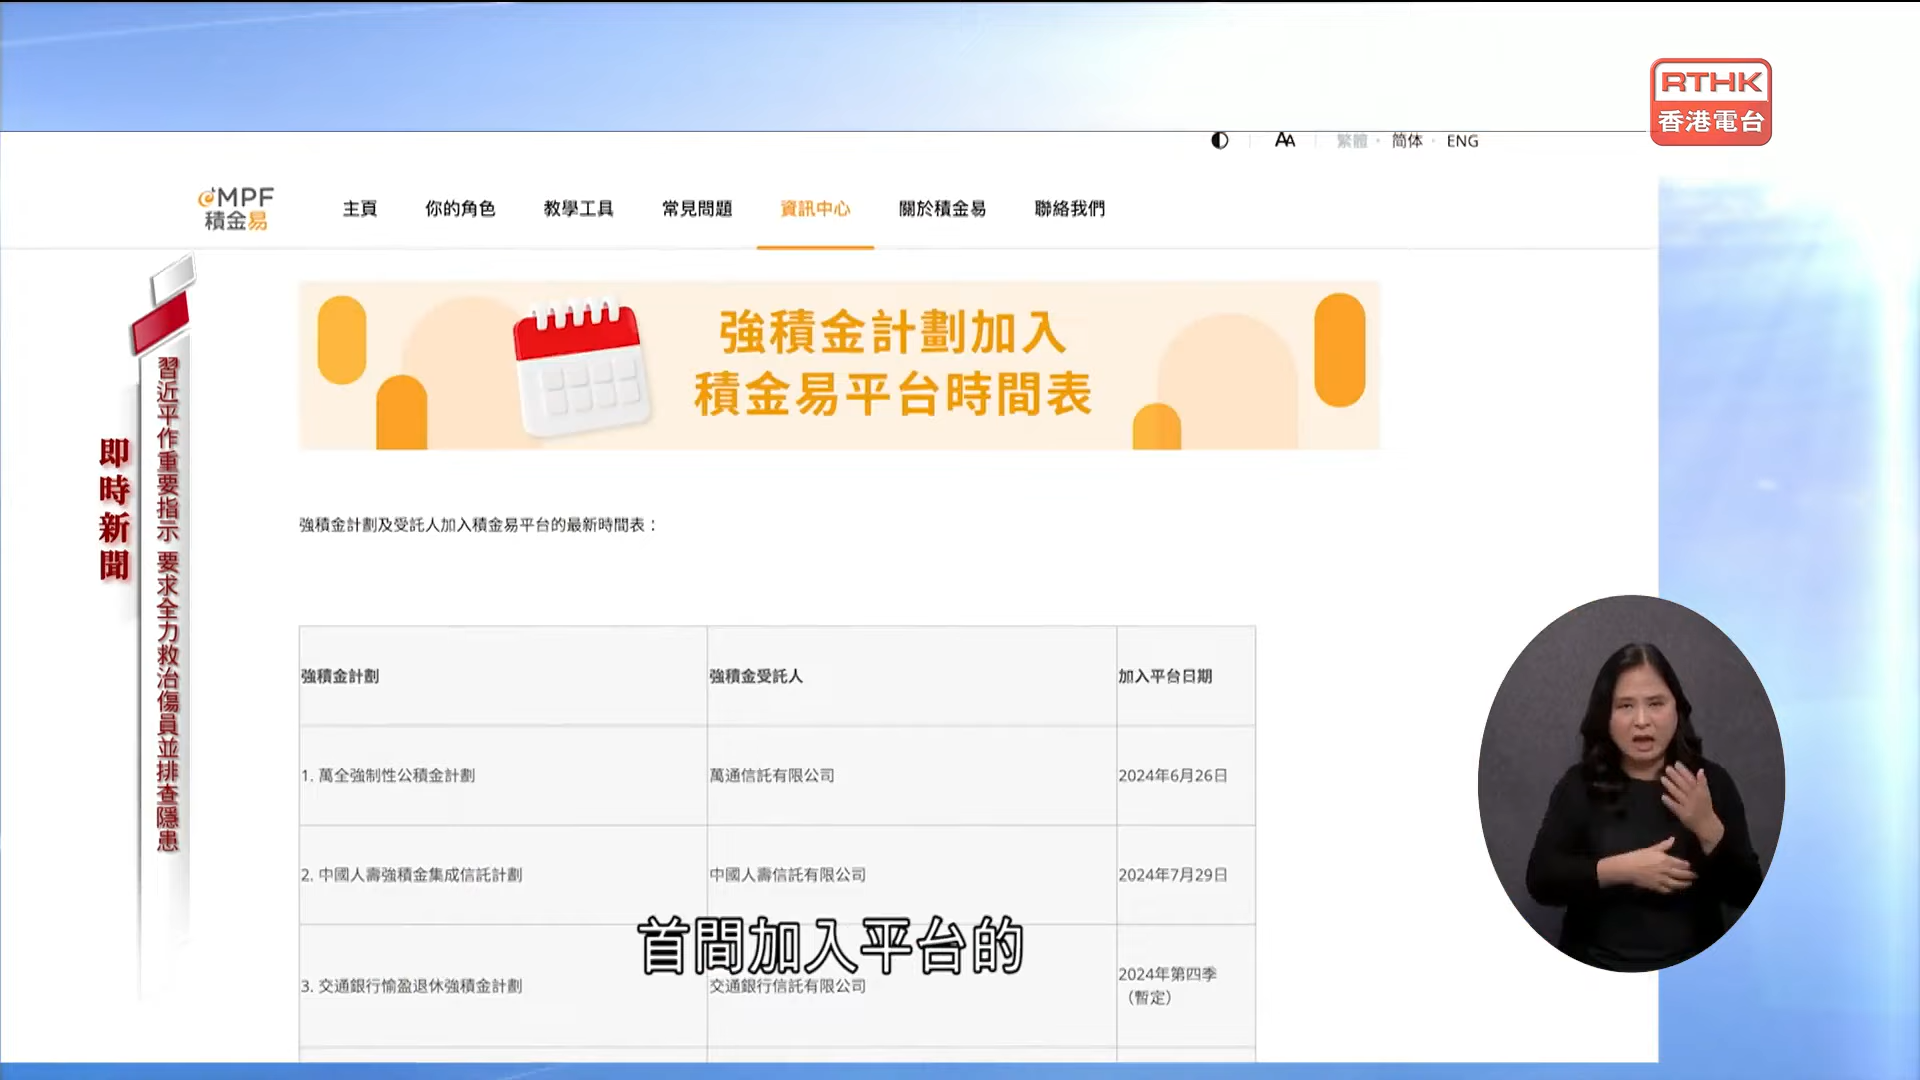 RTHK
香港電台
AA 繁體 · 简体 · ENG
eMPF
積金易
主頁 你的角色 教學工具 常見問題 資訊中心 關於積金易 聯絡我們
強積金計劃加入
積金易平台時間表
即時新聞
習近平作重要指示 要求全力救治傷員並排查隱患
強積金計劃及受託人加入積金易平台的最新時間表：
強積金計劃 強積金受託人 加入平台日期
1. 萬全強制性公積金計劃 萬通信託有限公司 2024年6月26日
2. 中國人壽強積金集成信託計劃 中國人壽信託有限公司 2024年7月29日
3. 交通銀行愉盈退休強積金計劃 交通銀行信託有限公司 2024年第四季
（暫定）
首間加入平台的